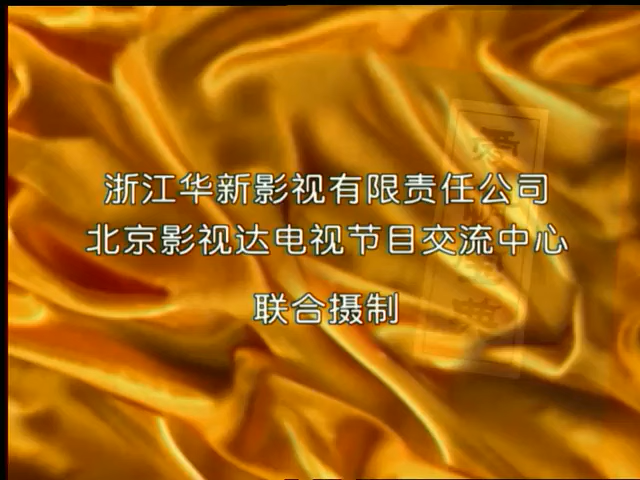 浙江华新影视有限责任公司
北京影视达电视节目交流中心
联合摄制